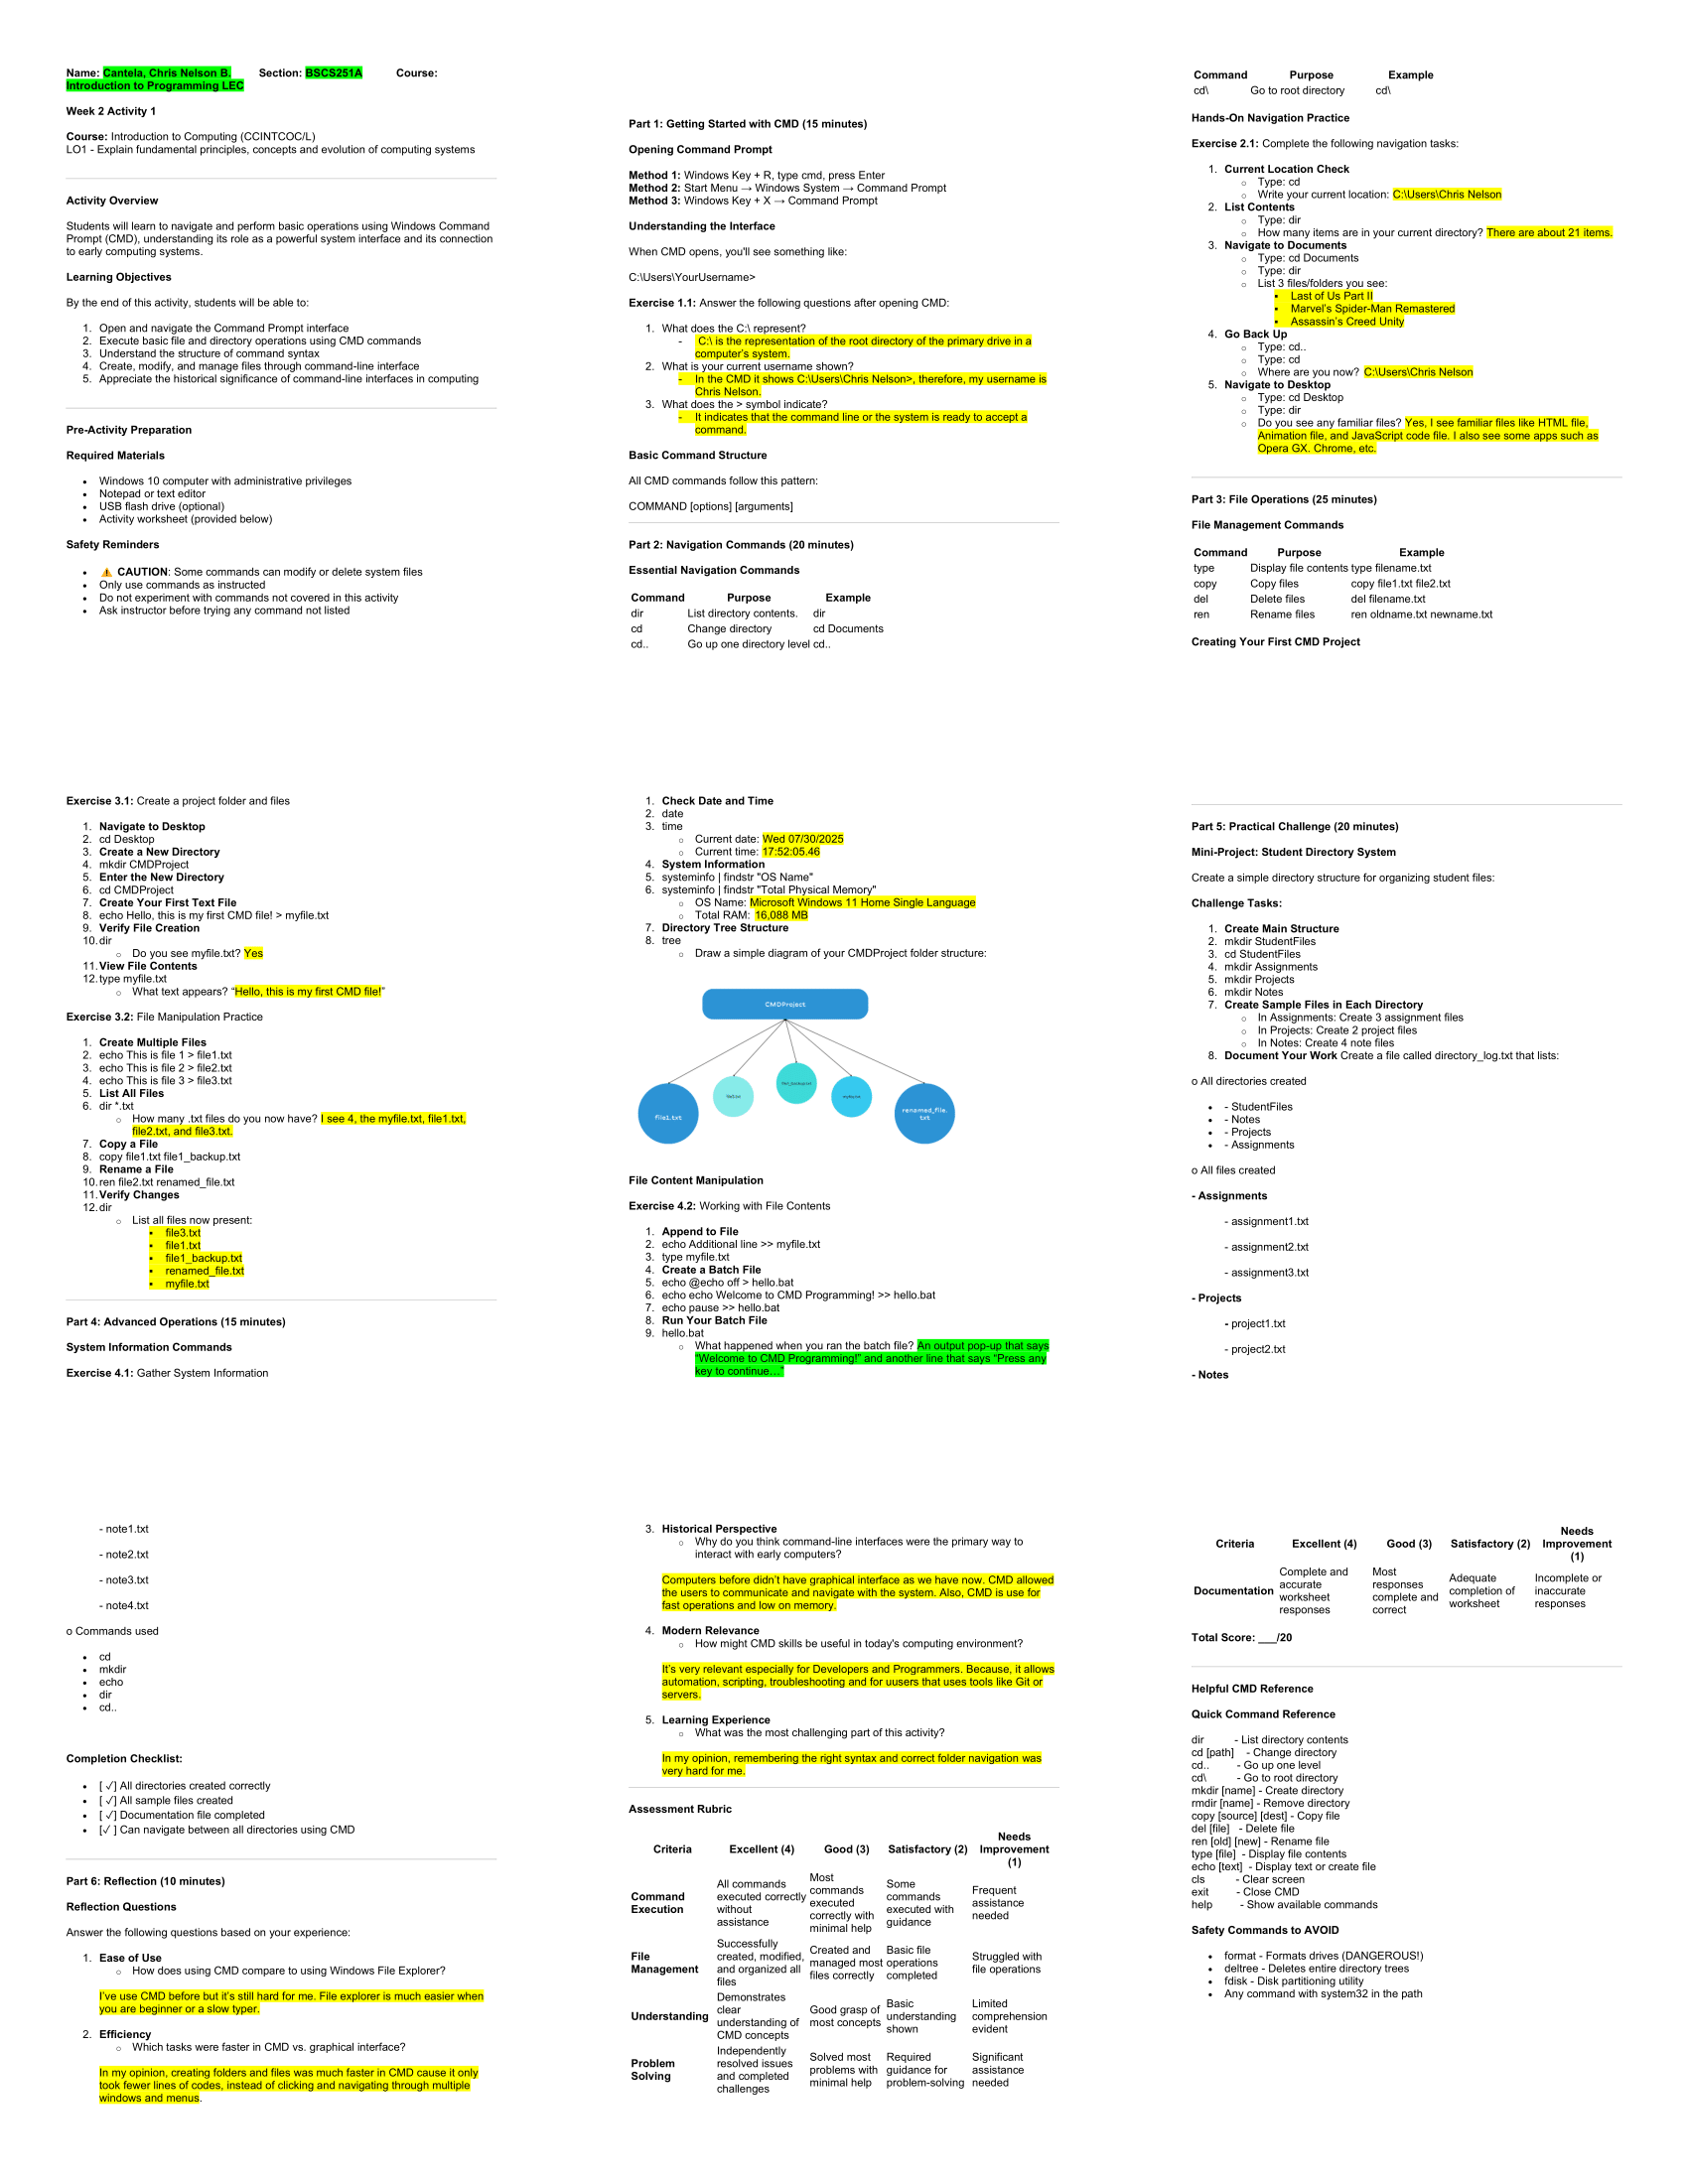 Name: Canteia, Chris Nelson B. Section: BSCS251A Course:
Introduction to Programming LEC
Week 2 Activity 1
Course: Introduction to Computing (CCINTCOC/L)
LO1 - Explain fundamental principles, concepts and evolution of computing systems
Activity Overview
Students will learn to navigate and perform basic operations using Windows Command
Prompt (CMD), understanding its role as a powerful system interface and its connection
to early computing systems.
Learning Objectives
By the end of this activity, students will be able to:
1. Open and navigate the Command Prompt interface
2. Execute basic file and directory operations using CMD commands
3. Understand the structure of command syntax
4. Create, modify, and manage files through command-line interface
5. Appreciate the historical significance of command-line interfaces in computing
Pre-Activity Preparation
Required Materials
• Windows 10 computer with administrative privileges
• Notepad or text editor
• USB flash drive (optional)
• Activity worksheet (provided below)
Safety Reminders
• ⚠ CAUTION: Some commands can modify or delete system files
• Only use commands as instructed
• Do not experiment with commands not covered in this activity
• Ask instructor before trying any command not listed
Part 1: Getting Started with CMD (15 minutes)
Opening Command Prompt
Method 1: Windows Key + R, type cmd, press Enter
Method 2: Start Menu → Windows System → Command Prompt
Method 3: Windows Key + X → Command Prompt
Understanding the Interface
When CMD opens, you'll see something like:
C:\Users\YourUsername>
Exercise 1.1: Answer the following questions after opening CMD:
1. What does the C:\ represent?
- C:\ is the representation of the root directory of the primary drive in a
computer's system.
2. What is your current username shown?
- In the CMD it shows C:\Users\Chris Nelson>, therefore, my username is
Chris Nelson.
3. What does the > symbol indicate?
- It indicates that the command line or the system is ready to accept a
command.
Basic Command Structure
All CMD commands follow this pattern:
COMMAND [options] [arguments]
Part 2: Navigation Commands (20 minutes)
Essential Navigation Commands
Command Purpose Example
dir List directory contents. dir
cd Change directory cd Documents
cd.. Go up one directory level cd..
Command Purpose Example
cd\ Go to root directory cd\
Hands-On Navigation Practice
Exercise 2.1: Complete the following navigation tasks:
1. Current Location Check
o Type: cd
o Write your current location: C:\Users\Chris Nelson
2. List Contents
o Type: dir
o How many items are in your current directory? There are about 21 items.
3. Navigate to Documents
o Type: cd Documents
o Type: dir
o List 3 files/folders you see:
▪ Last of Us Part II
▪ Marvel's Spider-Man Remastered
▪ Assassin's Creed Unity
4. Go Back Up
o Type: cd..
o Type: cd
o Where are you now? C:\Users\Chris Nelson
5. Navigate to Desktop
o Type: cd Desktop
o Type: dir
o Do you see any familiar files? Yes, I see familiar files like HTML file,
Animation file, and JavaScript code file. I also see some apps such as
Opera GX. Chrome, etc.
Part 3: File Operations (25 minutes)
File Management Commands
Command Purpose Example
type Display file contents type filename.txt
copy Copy files copy file1.txt file2.txt
del Delete files del filename.txt
ren Rename files ren oldname.txt newname.txt
Creating Your First CMD Project
Exercise 3.1: Create a project folder and files
1. Navigate to Desktop
2. cd Desktop
3. Create a New Directory
4. mkdir CMDProject
5. Enter the New Directory
6. cd CMDProject
7. Create Your First Text File
8. echo Hello, this is my first CMD file! > myfile.txt
9. Verify File Creation
10. dir
o Do you see myfile.txt? Yes
11. View File Contents
12. type myfile.txt
o What text appears? “Hello, this is my first CMD file!”
Exercise 3.2: File Manipulation Practice
1. Create Multiple Files
2. echo This is file 1 > file1.txt
3. echo This is file 2 > file2.txt
4. echo This is file 3 > file3.txt
5. List All Files
6. dir *.txt
o How many .txt files do you now have? I see 4, the myfile.txt, file1.txt,
file2.txt, and file3.txt.
7. Copy a File
8. copy file1.txt file1_backup.txt
9. Rename a File
10. ren file2.txt renamed_file.txt
11. Verify Changes
12. dir
o List all files now present:
▪ file3.txt
▪ file1.txt
▪ file1_backup.txt
▪ renamed_file.txt
▪ myfile.txt
Part 4: Advanced Operations (15 minutes)
System Information Commands
Exercise 4.1: Gather System Information
1. Check Date and Time
2. date
3. time
o Current date: Wed 07/30/2025
o Current time: 17:52:05.46
4. System Information
5. systeminfo | findstr "OS Name"
6. systeminfo | findstr "Total Physical Memory"
o OS Name: Microsoft Windows 11 Home Single Language
o Total RAM: 16,088 MB
7. Directory Tree Structure
8. tree
o Draw a simple diagram of your CMDProject folder structure:
CMDProject
file1.txt
file3.txt
file1_backup.txt
myfile.txt
renamed_file.
txt
File Content Manipulation
Exercise 4.2: Working with File Contents
1. Append to File
2. echo Additional line >> myfile.txt
3. type myfile.txt
4. Create a Batch File
5. echo @echo off > hello.bat
6. echo echo Welcome to CMD Programming! >> hello.bat
7. echo pause >> hello.bat
8. Run Your Batch File
9. hello.bat
o What happened when you ran the batch file? An output pop-up that says
“Welcome to CMD Programming!” and another line that says “Press any
key to continue…”
Part 5: Practical Challenge (20 minutes)
Mini-Project: Student Directory System
Create a simple directory structure for organizing student files:
Challenge Tasks:
1. Create Main Structure
2. mkdir StudentFiles
3. cd StudentFiles
4. mkdir Assignments
5. mkdir Projects
6. mkdir Notes
7. Create Sample Files in Each Directory
o In Assignments: Create 3 assignment files
o In Projects: Create 2 project files
o In Notes: Create 4 note files
8. Document Your Work Create a file called directory_log.txt that lists:
o All directories created
• - StudentFiles
• - Notes
• - Projects
• - Assignments
o All files created
- Assignments
- assignment1.txt
- assignment2.txt
- assignment3.txt
- Projects
- project1.txt
- project2.txt
- Notes
- note1.txt
- note2.txt
- note3.txt
- note4.txt
o Commands used
• cd
• mkdir
• echo
• dir
• cd..
Completion Checklist:
• [ ✓] All directories created correctly
• [ ✓] All sample files created
• [ ✓] Documentation file completed
• [✓ ] Can navigate between all directories using CMD
Part 6: Reflection (10 minutes)
Reflection Questions
Answer the following questions based on your experience:
1. Ease of Use
o How does using CMD compare to using Windows File Explorer?
I've use CMD before but it's still hard for me. File explorer is much easier when
you are beginner or a slow typer.
2. Efficiency
o Which tasks were faster in CMD vs. graphical interface?
In my opinion, creating folders and files was much faster in CMD cause it only
took fewer lines of codes, instead of clicking and navigating through multiple
windows and menus.
3. Historical Perspective
o Why do you think command-line interfaces were the primary way to
interact with early computers?
Computers before didn't have graphical interface as we have now. CMD allowed
the users to communicate and navigate with the system. Also, CMD is use for
fast operations and low on memory.
4. Modern Relevance
o How might CMD skills be useful in today's computing environment?
It's very relevant especially for Developers and Programmers. Because, it allows
automation, scripting, troubleshooting and for uusers that uses tools like Git or
servers.
5. Learning Experience
o What was the most challenging part of this activity?
In my opinion, remembering the right syntax and correct folder navigation was
very hard for me.
Assessment Rubric
Criteria Excellent (4) Good (3) Satisfactory (2) Needs Improvement (1)
Command Execution All commands executed correctly without assistance Most commands executed correctly with minimal help Some commands executed with guidance Frequent assistance needed
File Management Successfully created, modified, and organized all files Created and managed most files correctly Basic file operations completed Struggled with file operations
Understanding Demonstrates clear understanding of CMD concepts Good grasp of most concepts Basic understanding shown Limited comprehension evident
Problem Solving Independently resolved issues and completed challenges Solved most problems with minimal help Required guidance for problem-solving Significant assistance needed
Criteria Excellent (4) Good (3) Satisfactory (2) Needs Improvement (1)
Documentation Complete and accurate worksheet responses Most responses complete and correct Adequate completion of worksheet Incomplete or inaccurate responses
Total Score: ___/20
Helpful CMD Reference
Quick Command Reference
dir - List directory contents
cd [path] - Change directory
cd.. - Go up one level
cd\ - Go to root directory
mkdir [name] - Create directory
rmdir [name] - Remove directory
copy [source] [dest] - Copy file
del [file] - Delete file
ren [old] [new] - Rename file
type [file] - Display file contents
echo [text] - Display text or create file
cls - Clear screen
exit - Close CMD
help - Show available commands
Safety Commands to AVOID
• format - Formats drives (DANGEROUS!)
• deltree - Deletes entire directory trees
• fdisk - Disk partitioning utility
• Any command with system32 in the path